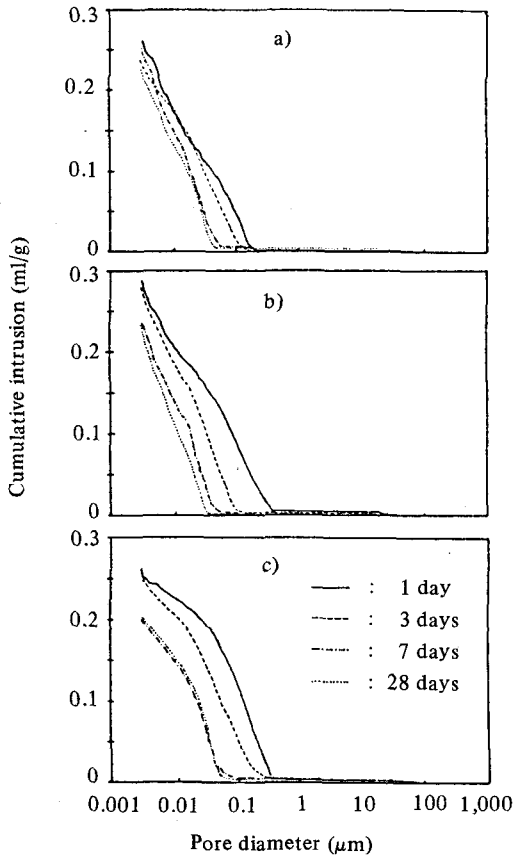 0.3
a)
0.2
0.1
0
0.3
b)
0.2
0.1
0
0.3
c)
0.2
0.1
0
: 1 day
: 3 days
: 7 days
: 28 days
0.001 0.01 0.1 1 10 100 1,000
Pore diameter (μm)
Cumulative intrusion (ml/g)